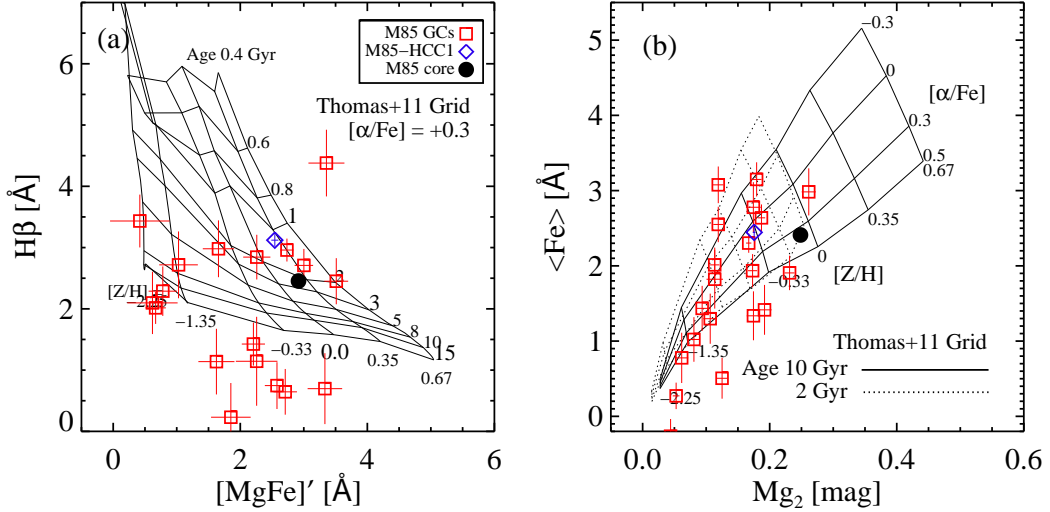 (a)
M85 GCs
M85−HCC1
M85 core
Age 0.4 Gyr
Thomas+11 Grid
[α/Fe] = +0.3
0.6
0.8
1
2
3
5
8
10
15
[Z/H]
−2.25
−1.35
−0.33
0.0
0.35
0.67
0
2
4
6
Hβ [Å]
0
2
4
6
[MgFe]′ [Å]
(b)
−0.3
0
[α/Fe]
0.3
0.5
0.67
0.35
0
[Z/H]
−0.33
−1.35
−2.25
Thomas+11 Grid
Age 10 Gyr
2 Gyr
0
1
2
3
4
5
<Fe> [Å]
0.0
0.2
0.4
0.6
Mg2 [mag]